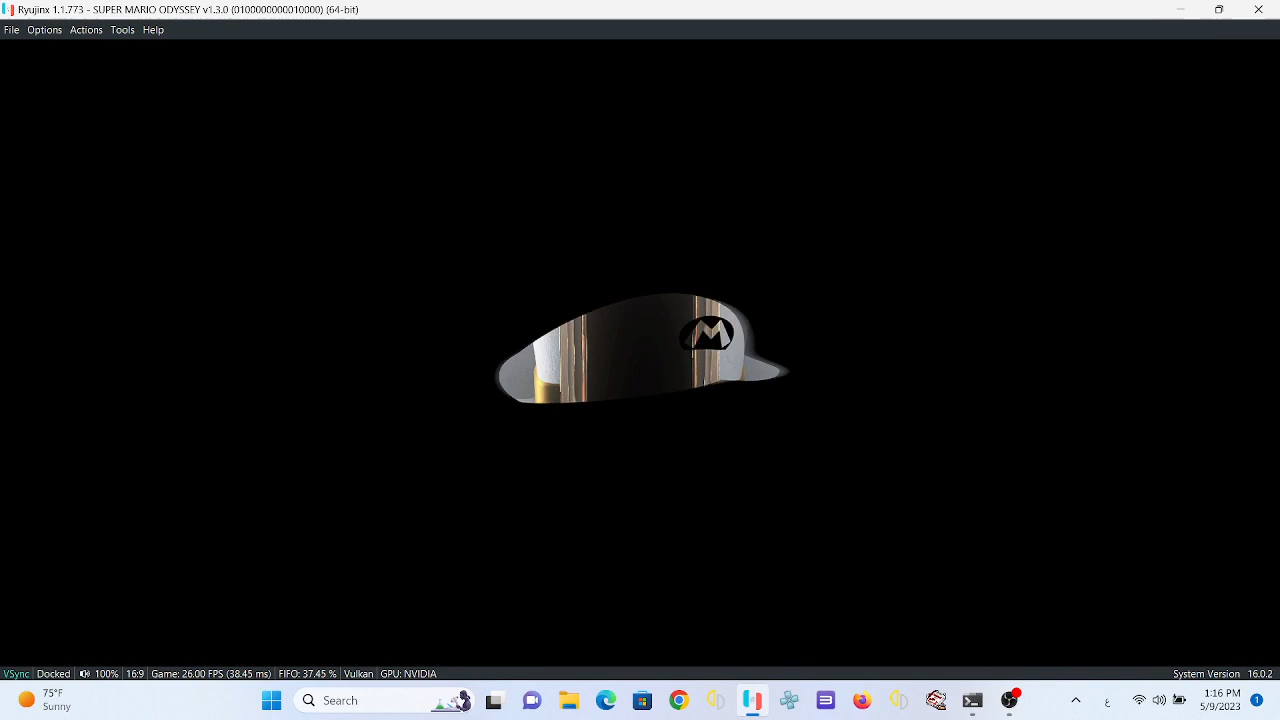 Ryujinx 1.1.773 - SUPER MARIO ODYSSEY v1.3.0 (0100000000010000) (64-bit)
File Options Actions Tools Help
M
VSync Docked 100% 16:9 Game: 26.00 FPS (38.45 ms) FIFO: 37.45 % Vulkan GPU: NVIDIA System Version 16.0.2
75°F
Sunny
Search
ع
1:16 PM
5/9/2023
1